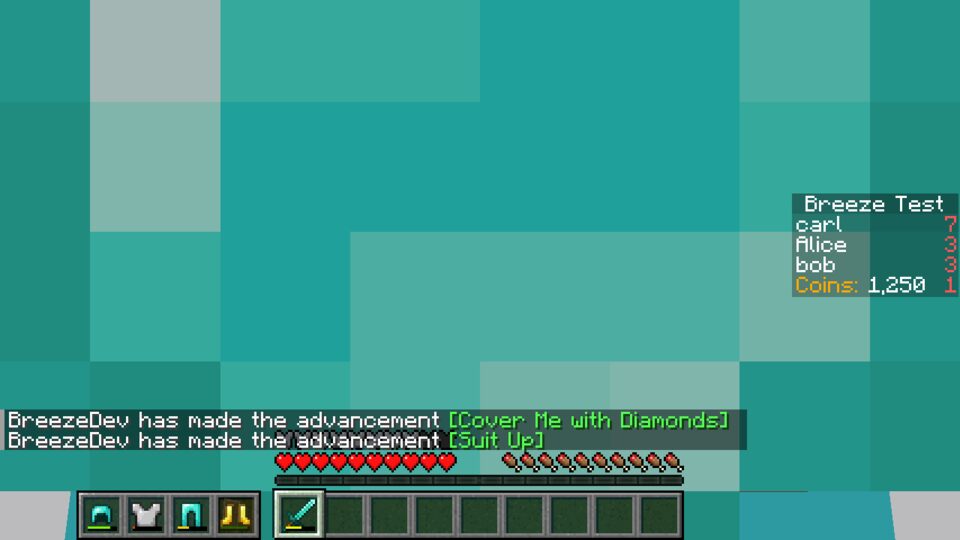 Breeze Test
carl 7
Alice 3
bob 3
Coins: 1,250 1
BreezeDev has made the advancement [Cover Me with Diamonds]
BreezeDev has made the advancement [Suit Up]